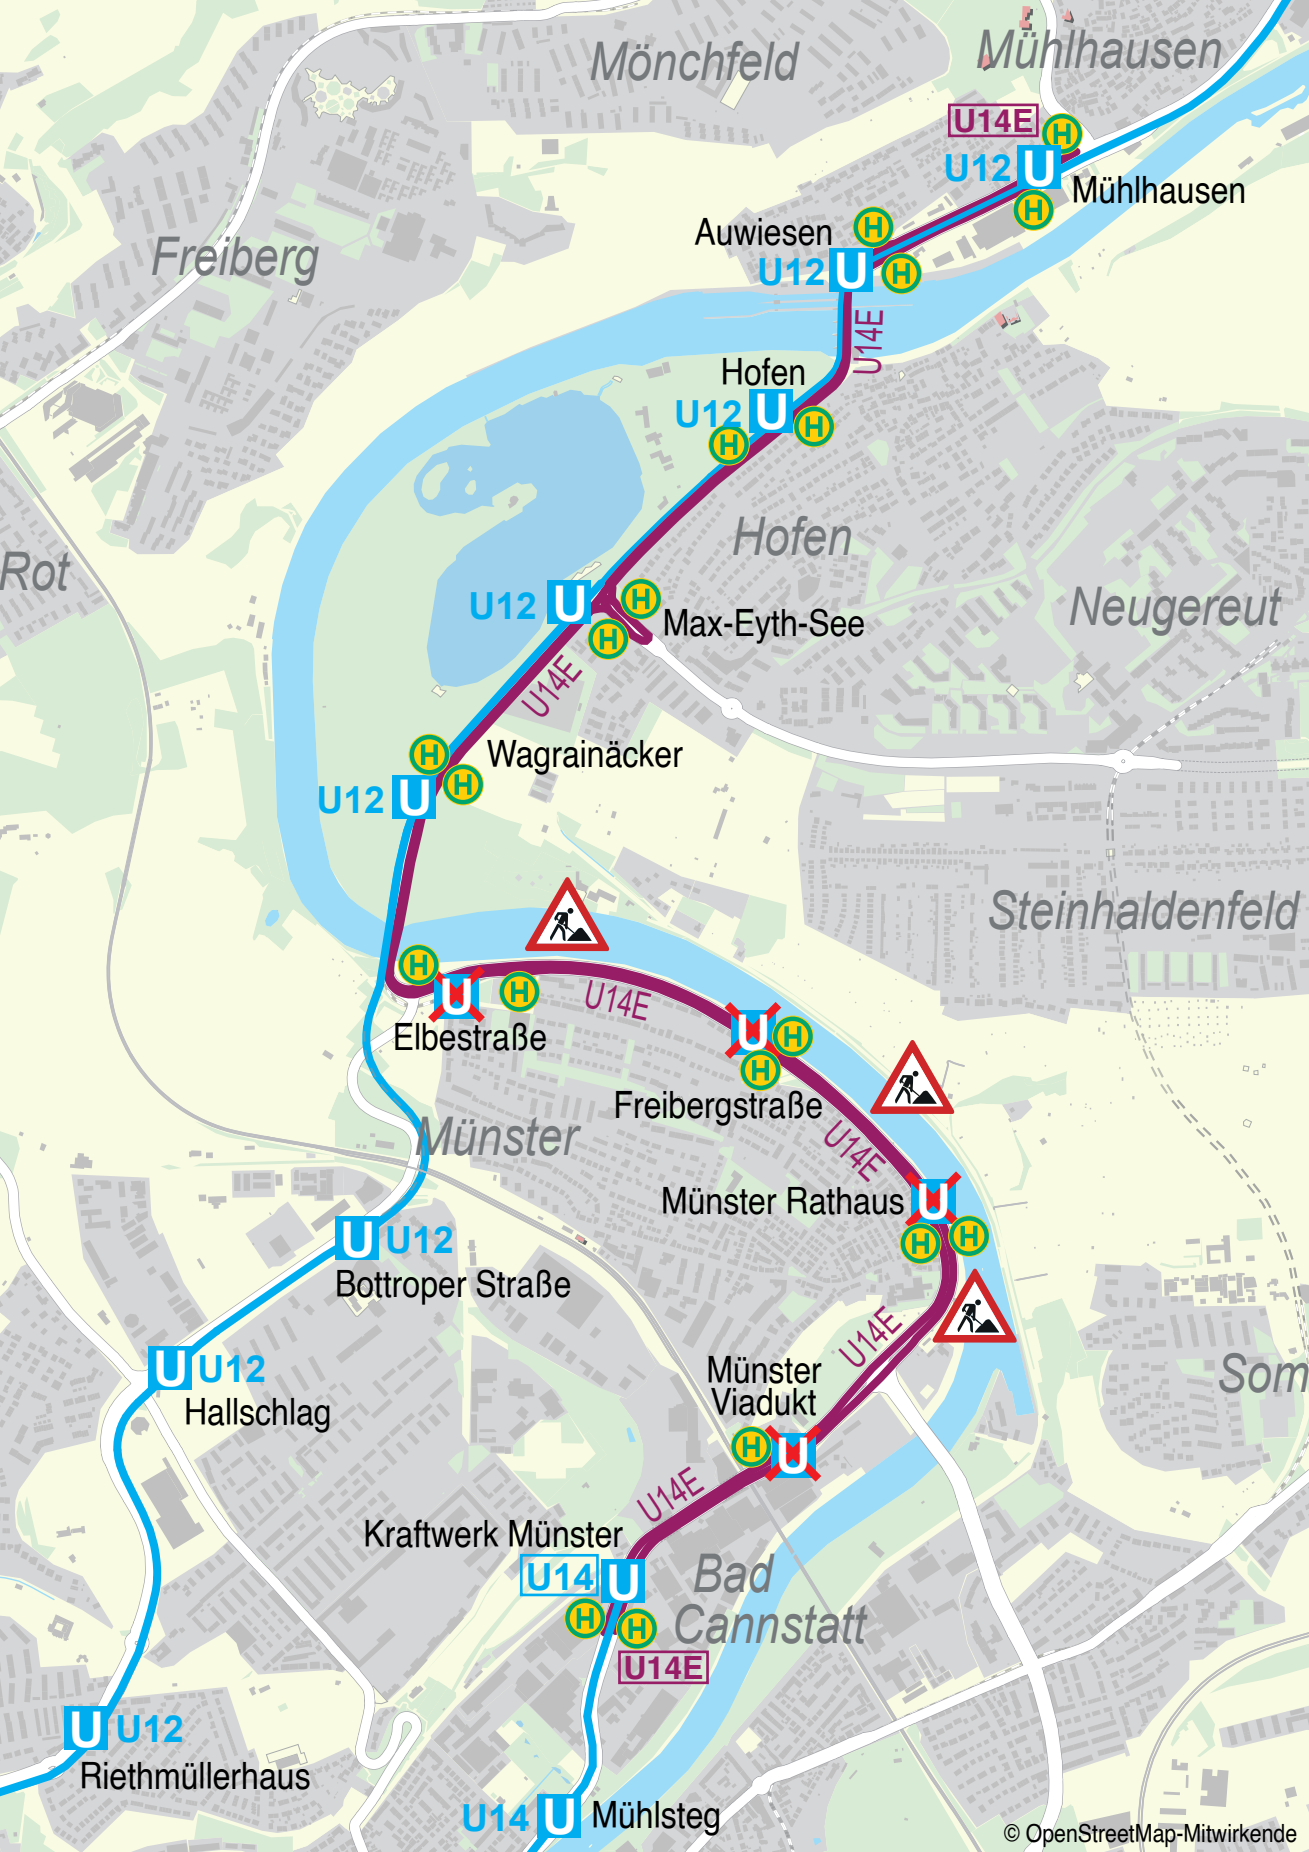 Mönchfeld
Mühlhausen
U14E
H
U12 U
Mühlhausen
H
Auwiesen
H
Freiberg
U12 U
H
U14E
Hofen
U12 U
H
H
Hofen
Rot
U12 U
H
Neugereut
Max-Eyth-See
H
U14E
H
Wagrainäcker
H
U12 U
Steinhaldenfeld
H
U
H
U14E
Elbestraße
U
H
H
Freibergstraße
Münster
U14E
Münster Rathaus
U
H
H
U U12
Bottroper Straße
U14E
U U12
Hallschlag
Münster
Viadukt
Som
H
U
U14E
Kraftwerk Münster
U14 U
Bad
Cannstatt
H
H
U14E
U U12
Riethmüllerhaus
U14 U Mühlsteg
© OpenStreetMap-Mitwirkende